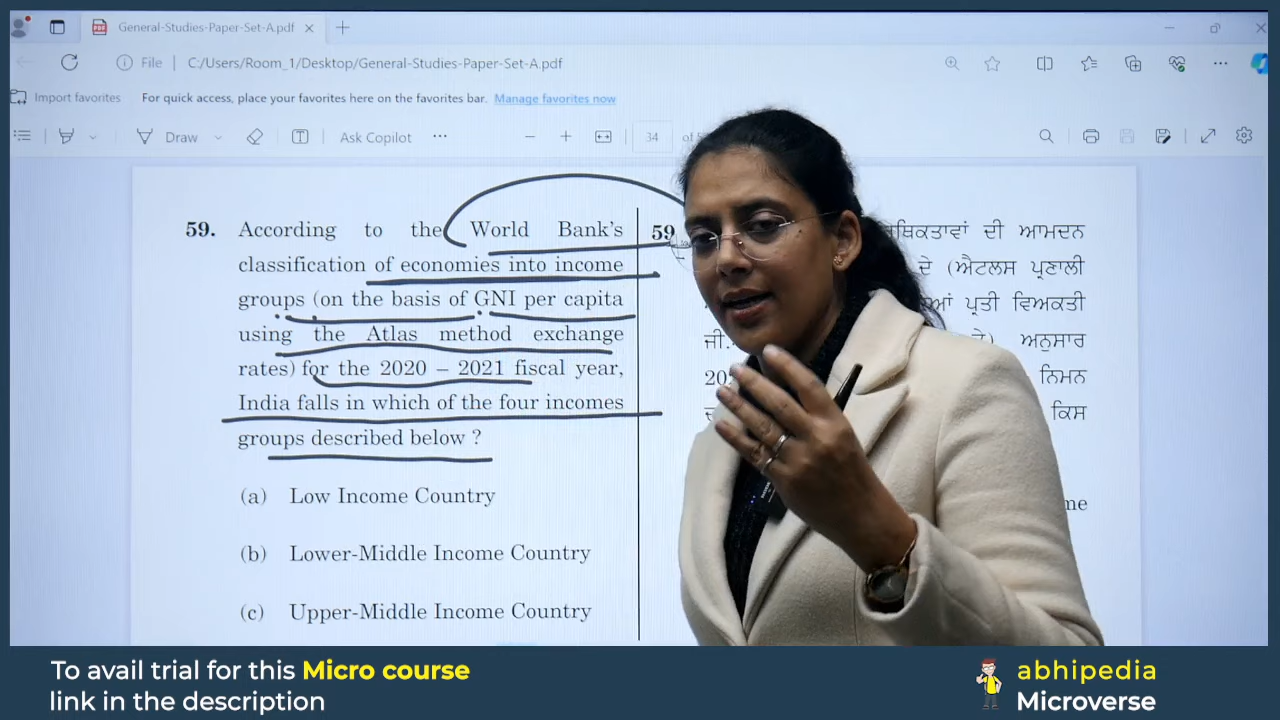 General-Studies-Paper-Set-A.pdf
File C:/Users/Room_1/Desktop/General-Studies-Paper-Set-A.pdf
Import favorites For quick access, place your favorites here on the favorites bar. Manage favorites now
Draw Ask Copilot 34 of
59. According to the World Bank's
classification of economies into income
groups (on the basis of GNI per capita
using the Atlas method exchange
rates) for the 2020 – 2021 fiscal year,
India falls in which of the four incomes
groups described below ?
(a) Low Income Country
(b) Lower-Middle Income Country
(c) Upper-Middle Income Country
59
ਦੀ ਆਮਦਨ
ਦੇ (ਐਟਲਸ ਪ੍ਰਣਾਲੀ
ਪ੍ਰਤੀ ਵਿਅਕਤੀ
ਜੀ. ਅਨੁਸਾਰ
ਨਿਮਨ
ਕਿਸ
To avail trial for this Micro course
link in the description
abhipedia
Microverse